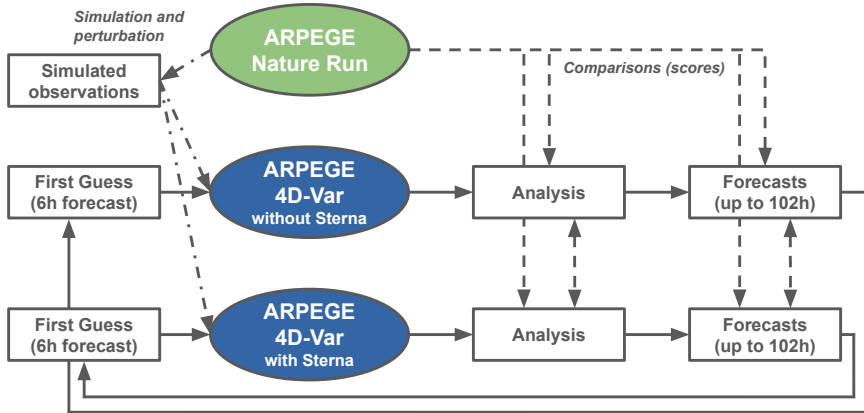 Simulation and
perturbation
ARPEGE
Nature Run
Simulated
observations
Comparisons (scores)
First Guess
(6h forecast)
ARPEGE
4D-Var
without Sterna
Analysis
Forecasts
(up to 102h)
First Guess
(6h forecast)
ARPEGE
4D-Var
with Sterna
Analysis
Forecasts
(up to 102h)